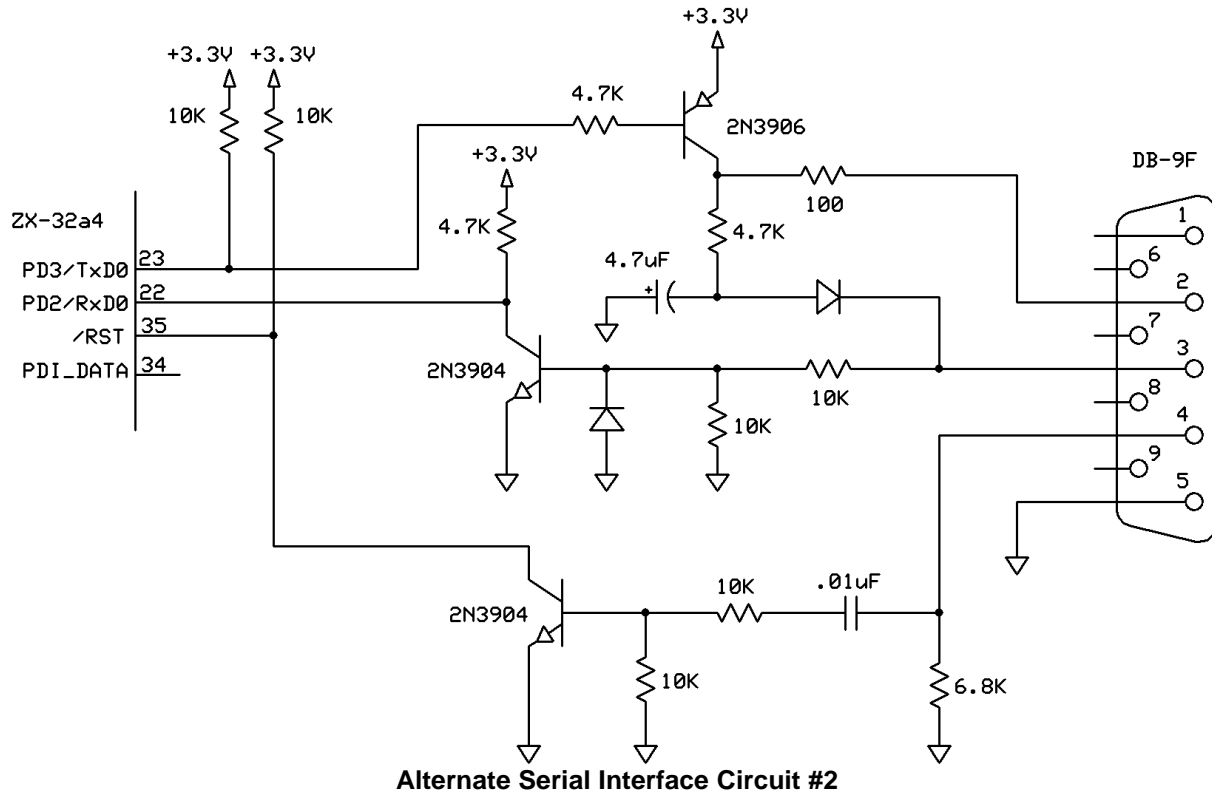 +3.3V
+3.3V +3.3V
10K 10K
4.7K
2N3906
DB-9F
+3.3V
ZX-32a4
4.7K
100
4.7K
1
PD3/TxD0 23
6
4.7uF
+
PD2/RxD0 22
2
/RST 35
7
PDI_DATA 34
2N3904
3
10K
8
10K
4
9
5
10K
.01uF
2N3904
10K
6.8K
Alternate Serial Interface Circuit #2